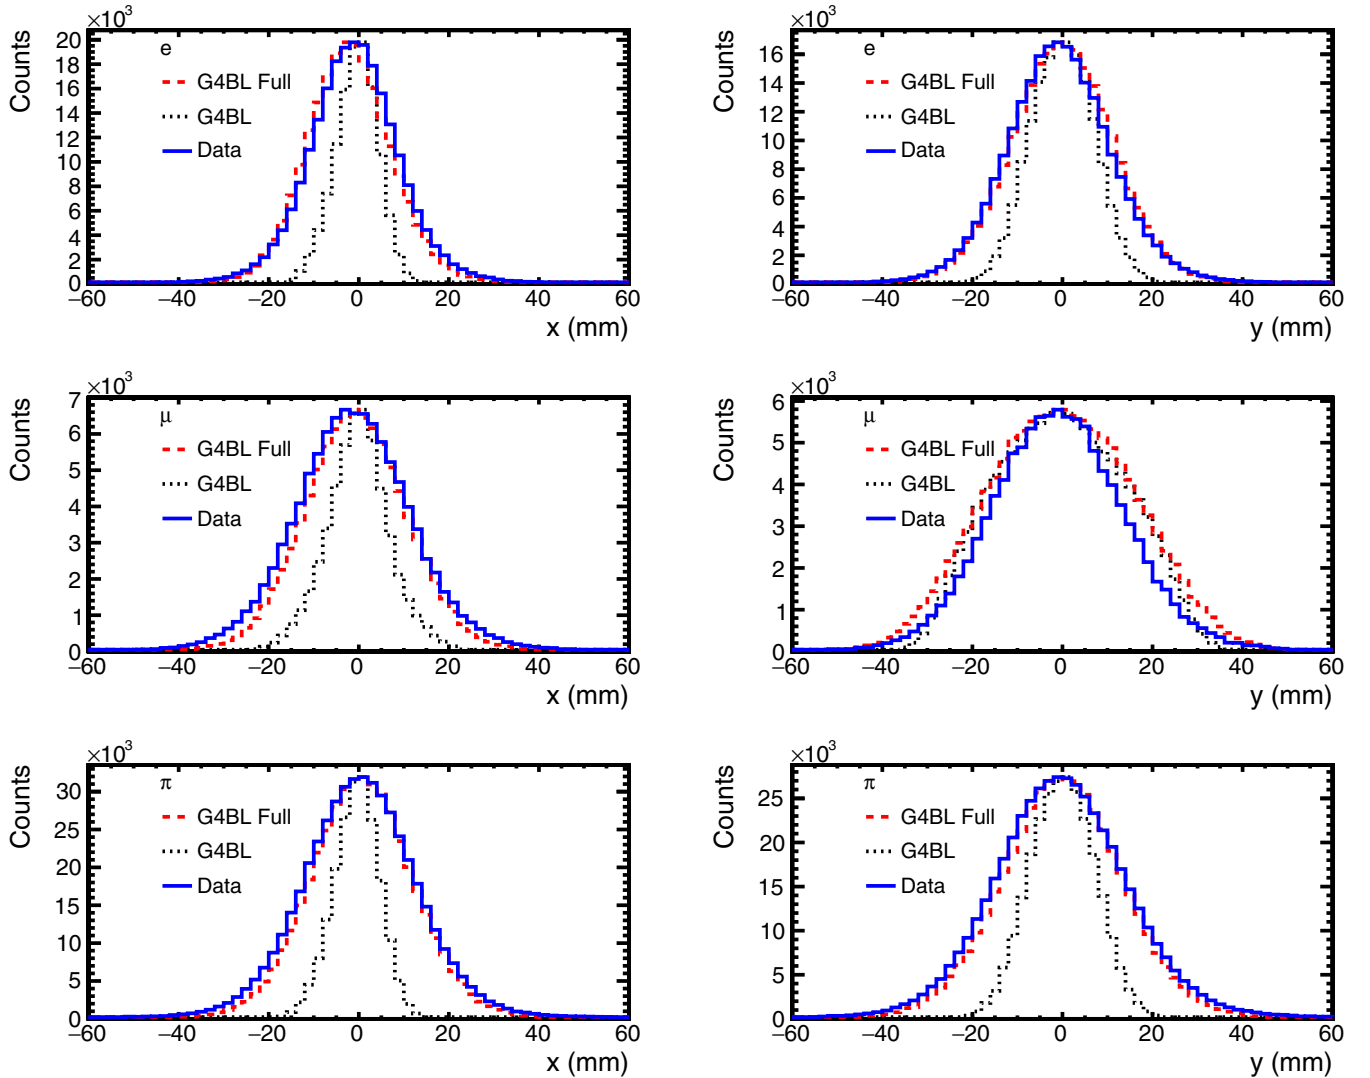 ×10³ ×10³
Counts 20 18 16 14 12 10 8 6 4 2 0 e G4BL Full G4BL Data
−60 −40 −20 0 20 40 60
x (mm)
Counts 16 14 12 10 8 6 4 2 0 e G4BL Full G4BL Data
−60 −40 −20 0 20 40 60
y (mm)
×10³ ×10³
Counts 7 6 5 4 3 2 1 0 μ G4BL Full G4BL Data
−60 −40 −20 0 20 40 60
x (mm)
Counts 6 5 4 3 2 1 0 μ G4BL Full G4BL Data
−60 −40 −20 0 20 40 60
y (mm)
×10³ ×10³
Counts 30 25 20 15 10 5 0 π G4BL Full G4BL Data
−60 −40 −20 0 20 40 60
x (mm)
Counts 25 20 15 10 5 0 π G4BL Full G4BL Data
−60 −40 −20 0 20 40 60
y (mm)